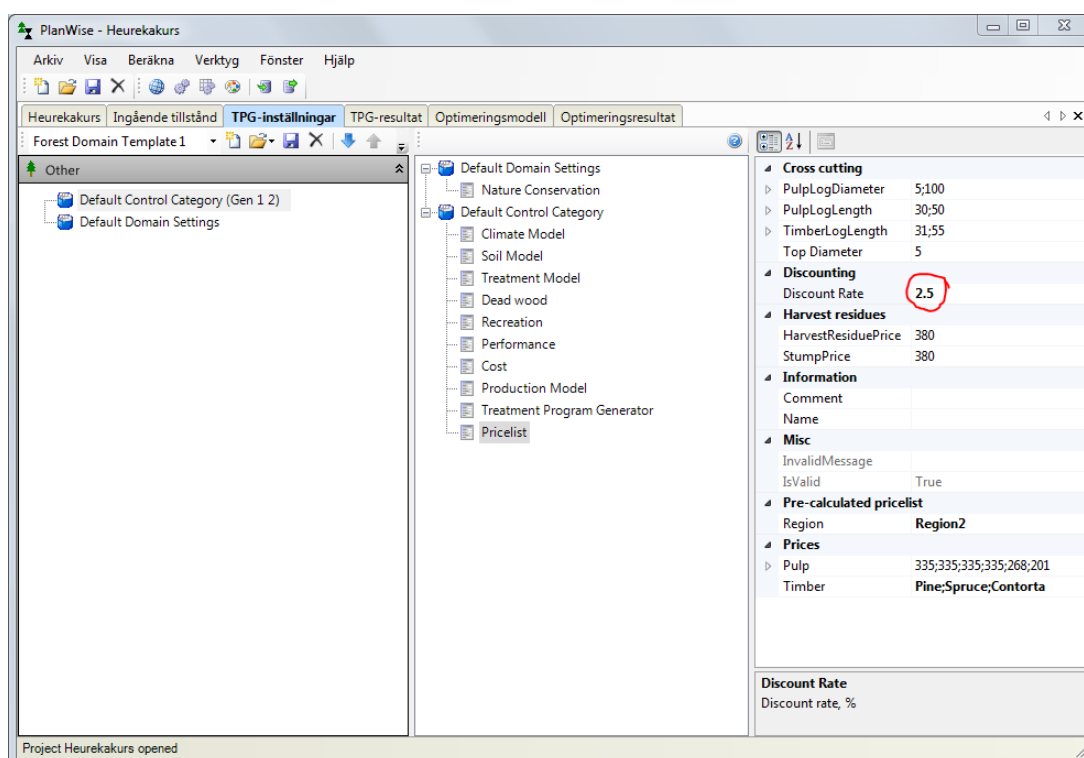 PlanWise - Heurekakurs
Arkiv Visa Beräkna Verktyg Fönster Hjälp
Heurekakurs Ingående tillstånd TPG-inställningar TPG-resultat Optimeringsmodell Optimeringsresultat
Forest Domain Template 1
Other
Default Control Category (Gen 1 2)
Default Domain Settings
Default Domain Settings
Nature Conservation
Default Control Category
Climate Model
Soil Model
Treatment Model
Dead wood
Recreation
Performance
Cost
Production Model
Treatment Program Generator
Pricelist
Cross cutting
PulpLogDiameter 5;100
PulpLogLength 30;50
TimberLogLength 31;55
Top Diameter 5
Discounting
Discount Rate 2.5
Harvest residues
HarvestResiduePrice 380
StumpPrice 380
Information
Comment
Name
Misc
InvalidMessage
IsValid True
Pre-calculated pricelist
Region Region2
Prices
Pulp 335;335;335;335;268;201
Timber Pine;Spruce;Contorta
Discount Rate
Discount rate, %
Project Heurekakurs opened